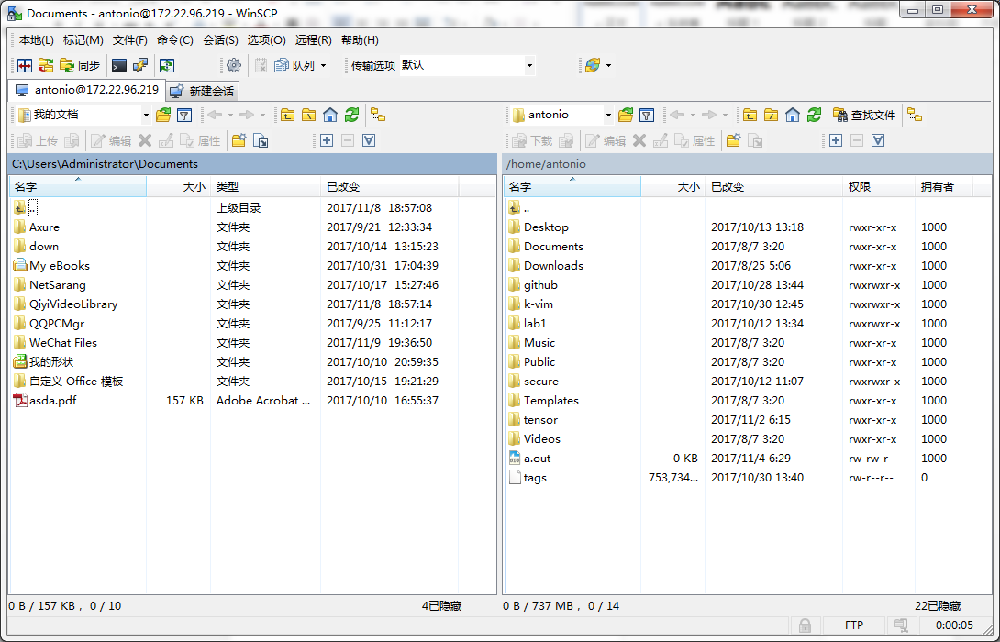 Documents - antonio@172.22.96.219 - WinSCP
本地(L) 标记(M) 文件(F) 命令(C) 会话(S) 选项(O) 远程(R) 帮助(H)
同步 队列 传输选项 默认
antonio@172.22.96.219 新建会话
我的文档 antonio 查找文件
上传 编辑 属性 下载 编辑 属性
C:\Users\Administrator\Documents /home/antonio
名字 大小 类型 已改变
.. 上级目录 2017/11/8 18:57:08
Axure 文件夹 2017/9/21 12:33:34
down 文件夹 2017/10/14 13:15:23
My eBooks 文件夹 2017/10/31 17:04:39
NetSarang 文件夹 2017/10/17 15:27:46
QiyiVideoLibrary 文件夹 2017/11/8 18:57:14
QQPCMgr 文件夹 2017/9/25 11:12:17
WeChat Files 文件夹 2017/11/9 19:36:50
我的形状 文件夹 2017/10/10 20:59:35
自定义 Office 模板 文件夹 2017/10/15 19:21:29
asda.pdf 157 KB Adobe Acrobat ... 2017/10/10 16:55:37
名字 大小 已改变 权限 拥有者
..
Desktop 2017/10/13 13:18 rwxr-xr-x 1000
Documents 2017/8/7 3:20 rwxr-xr-x 1000
Downloads 2017/8/25 5:06 rwxr-xr-x 1000
github 2017/10/28 13:44 rwxrwxr-x 1000
k-vim 2017/10/30 12:45 rwxrwxr-x 1000
lab1 2017/10/12 13:34 rwxrwxr-x 1000
Music 2017/8/7 3:20 rwxr-xr-x 1000
Public 2017/8/7 3:20 rwxr-xr-x 1000
secure 2017/10/12 11:07 rwxrwxr-x 1000
Templates 2017/8/7 3:20 rwxr-xr-x 1000
tensor 2017/11/2 6:15 rwxr-xr-x 1000
Videos 2017/8/7 3:20 rwxr-xr-x 1000
a.out 0 KB 2017/11/4 6:29 rw-rw-r-- 1000
tags 753,734... 2017/10/30 13:40 rw-r--r-- 0
0 B / 157 KB, 0 / 10 4已隐藏 0 B / 737 MB, 0 / 14 22已隐藏
FTP 0:00:05